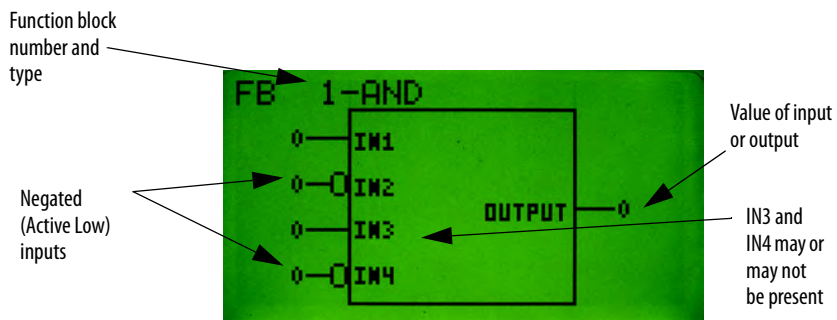 Function block
number and
type
FB 1-AND
0 IN1
0 IN2
0 IN3
0 IN4
OUTPUT 0
Negated
(Active Low)
inputs
Value of input
or output
IN3 and
IN4 may or
may not
be present